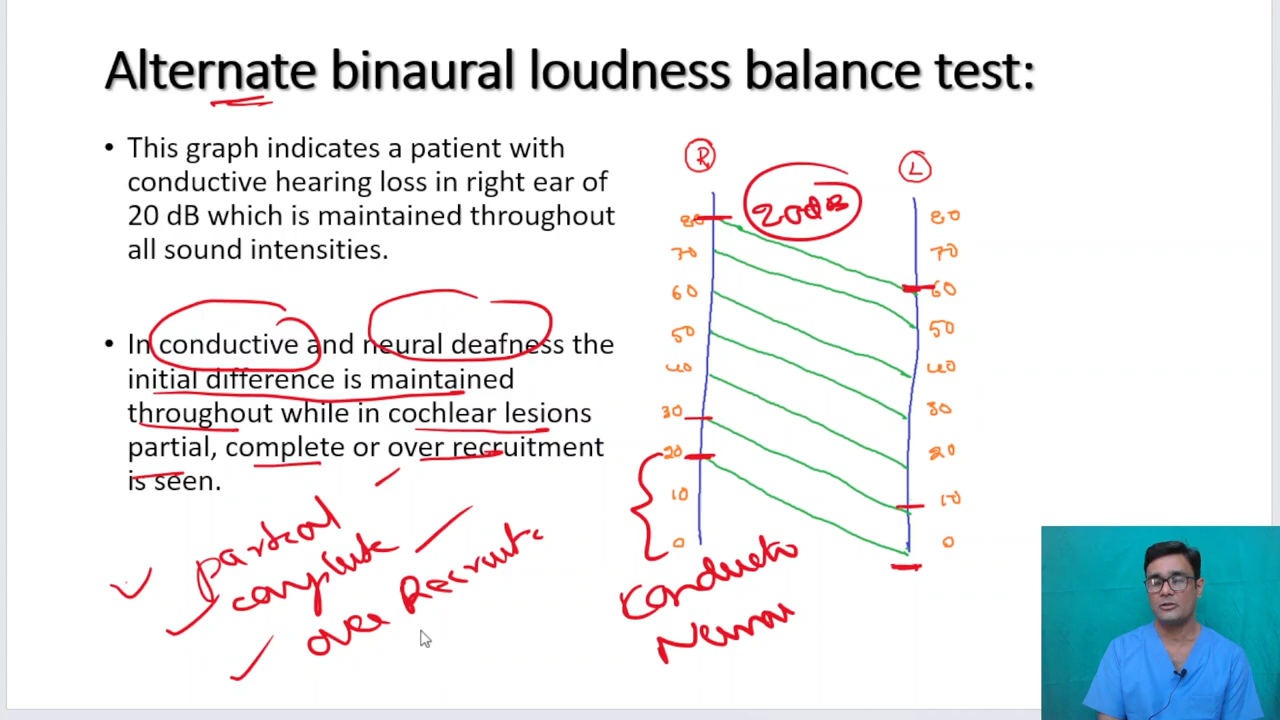 Alternate binaural loudness balance test:
• This graph indicates a patient with
conductive hearing loss in right ear of
20 dB which is maintained throughout
all sound intensities.
• In conductive and neural deafness the
initial difference is maintained
throughout while in cochlear lesions
partial, complete or over recruitment
is seen.
partial
complete
over
R
L
20dB
80
80
70
70
60
60
50
50
40
40
30
30
20
20
10
10
0
0